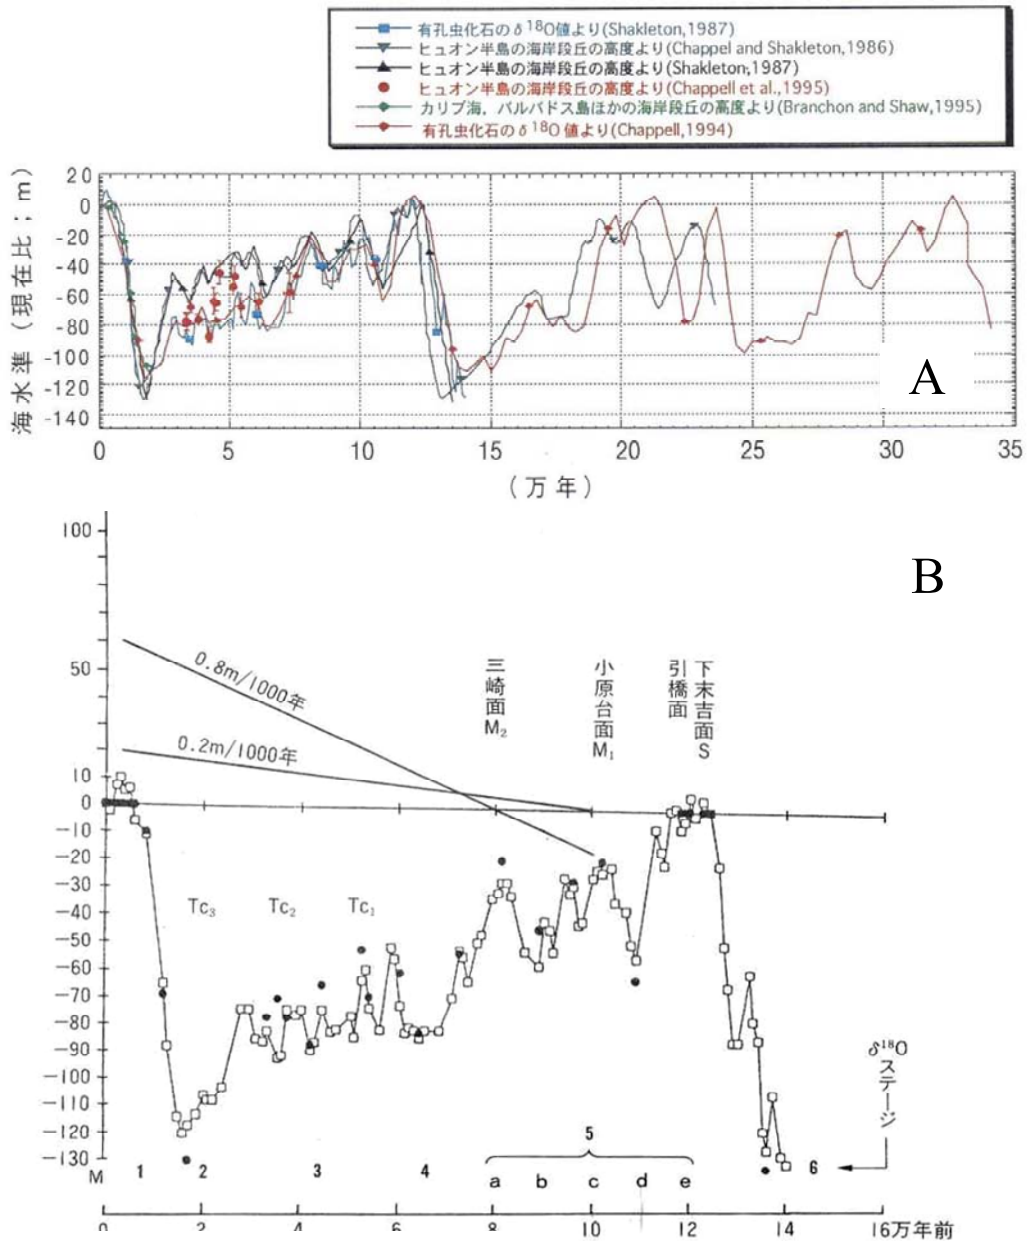 有孔虫化石のδ18O値より(Shakleton,1987)
ヒュオン半島の海岸段丘の高度より(Chappel and Shakleton,1986)
ヒュオン半島の海岸段丘の高度より(Shakleton,1987)
ヒュオン半島の海岸段丘の高度より(Chappell et al.,1995)
カリブ海，バルバドス島ほかの海岸段丘の高度より(Branchon and Shaw,1995)
有孔虫化石のδ18O値より(Chappell,1994)
海水準（現在比；m）
20
0
-20
-40
-60
-80
-100
-120
-140
A
0 5 10 15 20 25 30 35
(万年)
B
100
50
10
0
-10
-20
-30
-40
-50
-60
-70
-80
-90
-100
-110
-120
-130
M
0.8m/1000年
0.2m/1000年
三崎面M2
小原台面M1
引橋面
下末吉面S
Tc3 Tc2 Tc1
δ18Oステージ
5
1 2 3 4 6
a b c d e
0 2 4 6 8 10 12 14 16万年前